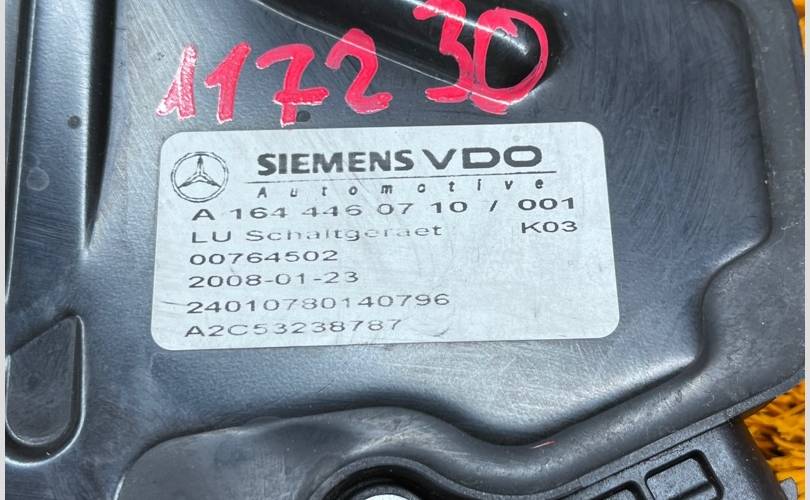 117230
SIEMENS VDO
Automotive
A 164 446 07 10 / 001
LU Schaltgeraet K03
00764502
2008-01-23
24010780140796
A2C53238787